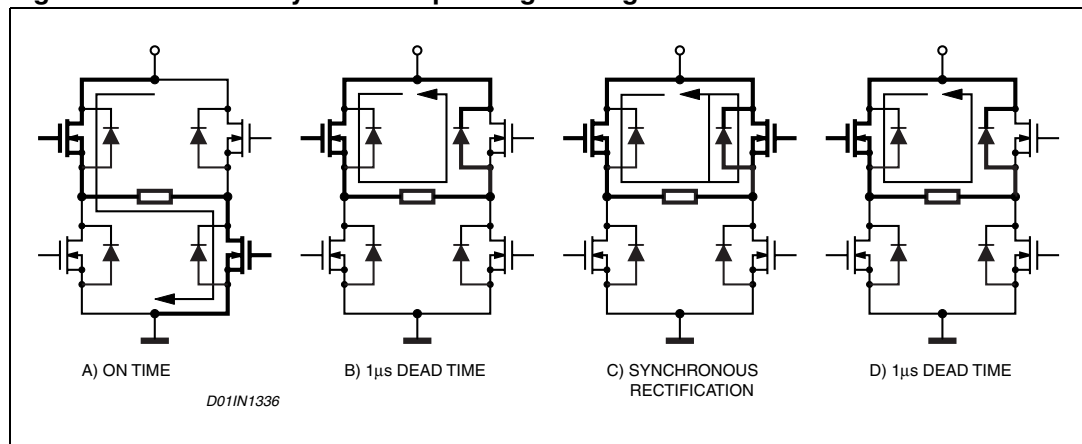 A) ON TIME
B) 1μs DEAD TIME
C) SYNCHRONOUS
RECTIFICATION
D) 1μs DEAD TIME
D01IN1336